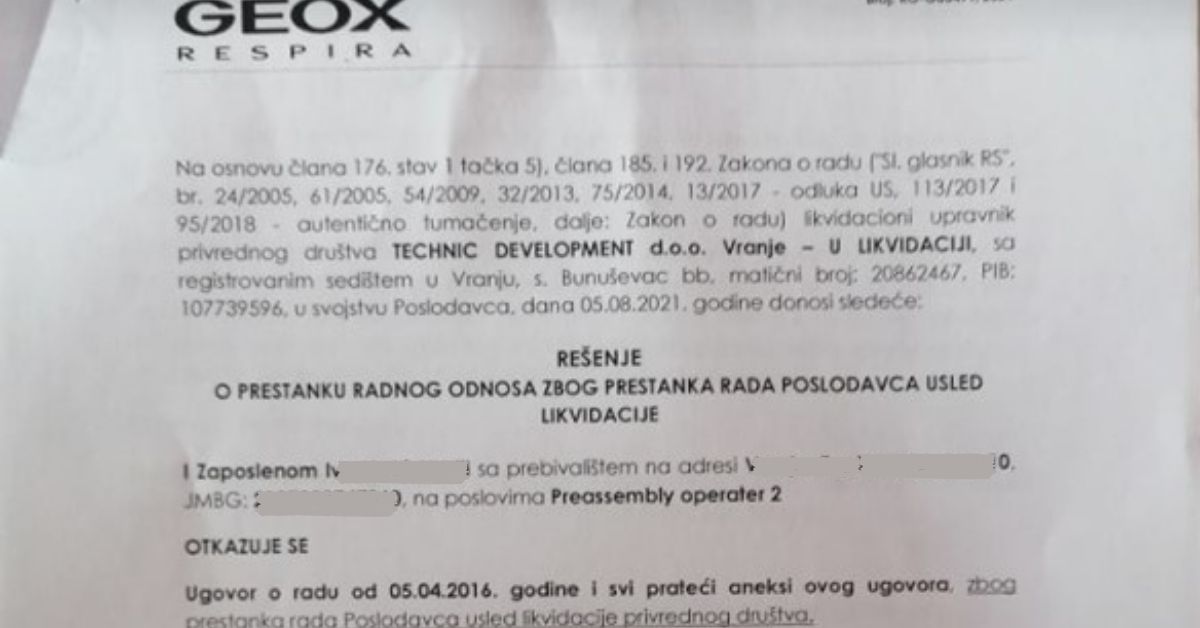 GEOX
RESPIRA
Na osnovu člana 176. stav 1 tačka 5), člana 185. i 192. Zakona o radu ("Sl. glasnik RS",
br. 24/2005, 61/2005, 54/2009, 32/2013, 75/2014, 13/2017 - odluka US, 113/2017 i
95/2018 - autentično tumačenje, dalje: Zakon o radu) likvidacioni upravnik
privrednog društva TECHNIC DEVELOPMENT d.o.o. Vranje – U LIKVIDACIJI, sa
registrovanim sedištem u Vranju, s. Bunuševac bb, matični broj: 20862467, PIB:
107739596, u svojstvu Poslodavca, dana 05.08.2021. godine donosi sledeće:
REŠENJE
O PRESTANKU RADNOG ODNOSA ZBOG PRESTANKA RADA POSLODAVCA USLED
LIKVIDACIJE
I Zaposlenom sa prebivalištem na adresi
JMBG: , na poslovima Preassembly operater 2
OTKAZUJE SE
Ugovor o radu od 05.04.2016. godine i svi prateći aneksi ovog ugovora, zbog
prestanka rada Poslodavca usled likvidacije privrednog društva.